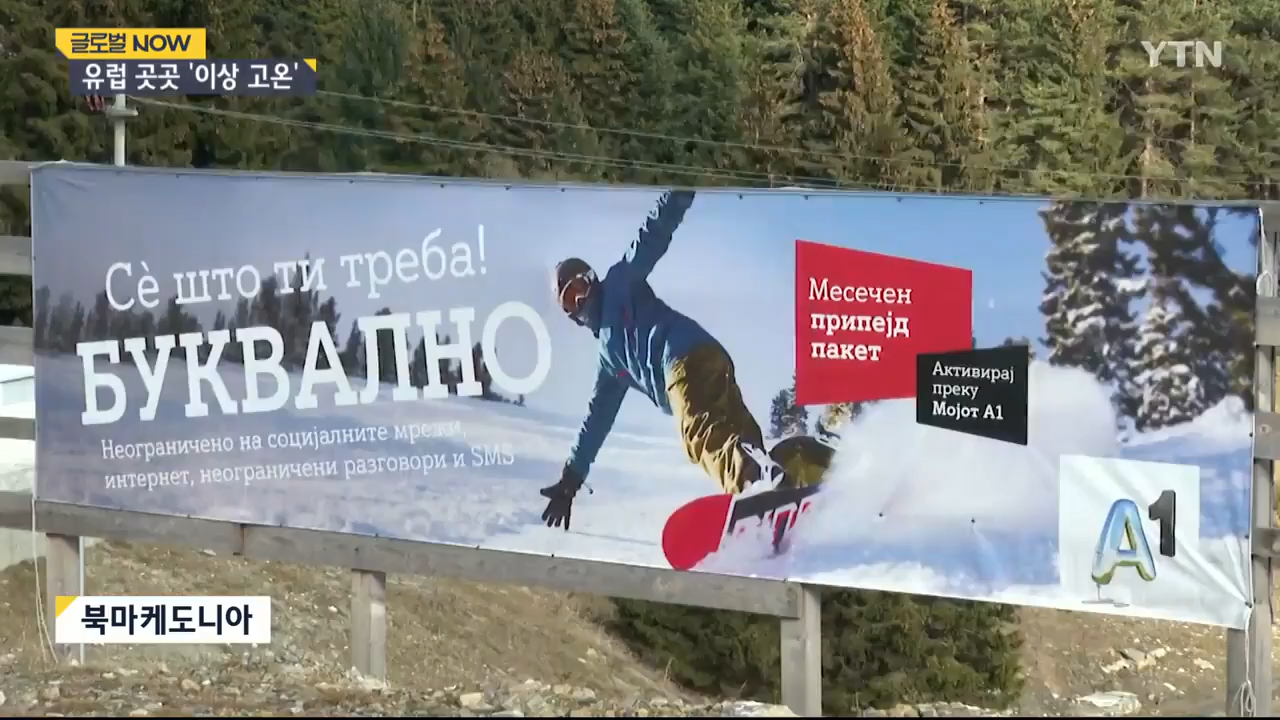 글로벌 NOW
유럽 곳곳 '이상 고온'
YTN
Сѐ што ти треба!
БУКВАЛНО
Неограничено на социјалните мрежи,
интернет, неограничени разговори и SMS
Месечен
припејд
пакет
Активирај
преку
Мојот А1
A1
북마케도니아